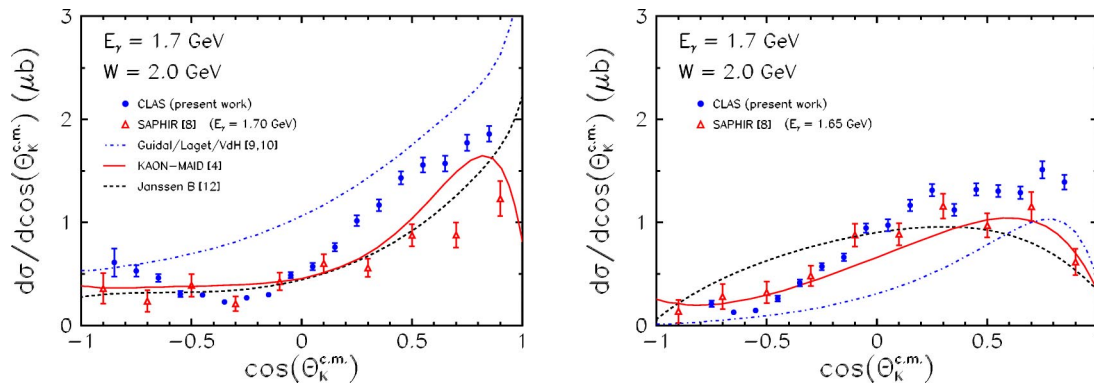 dσ/dcos(Θ_K^c.m.) (μb)
3
2
1
0
E_γ = 1.7 GeV
W = 2.0 GeV
CLAS (present work)
SAPHIR [8] (E_γ = 1.70 GeV)
Guidal/Laget/VdH [9,10]
KAON-MAID [4]
Janssen B [12]
-1 -0.5 0 0.5 1
cos(Θ_K^c.m.)
dσ/dcos(Θ_K^c.m.) (μb)
3
2
1
0
E_γ = 1.7 GeV
W = 2.0 GeV
CLAS (present work)
SAPHIR [8] (E_γ = 1.65 GeV)
-1 -0.5 0 0.5 1
cos(Θ_K^c.m.)